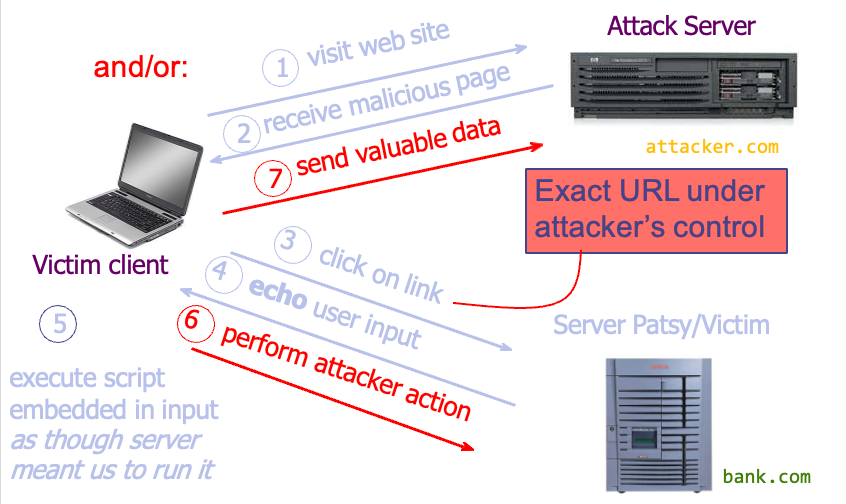 Attack Server
and/or:
1 visit web site
2 receive malicious page
7 send valuable data
attacker.com
Exact URL under
attacker's control
Victim client
3 click on link
4 echo user input
5
6 perform attacker action
Server Patsy/Victim
execute script
embedded in input
as though server
meant us to run it
bank.com